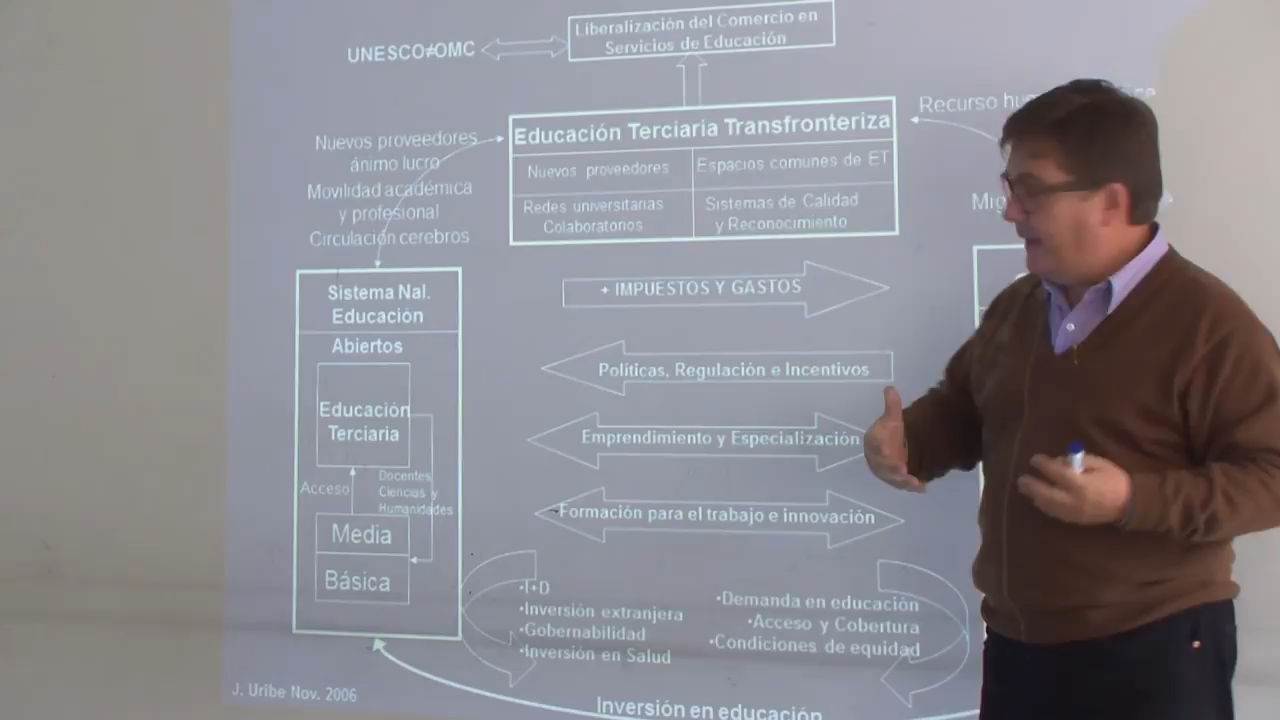 Liberalización del Comercio en
Servicios de Educación
UNESCO≠OMC
Recurso
Educación Terciaria Transfronteriza
Nuevos proveedores
ánimo lucro
Movilidad académica
y profesional
Circulación cerebros
Nuevos proveedores
Espacios comunes de ET
Redes universitarias
Colaboratorios
Sistemas de Calidad
y Reconocimiento
Sistema Nal.
Educación
Abiertos
Educación
Terciaria
Acceso
Docentes
Ciencias y
Humanidades
Media
Básica
+ IMPUESTOS Y GASTOS
Políticas, Regulación e Incentivos
Emprendimiento y Especialización
Formación para el trabajo e innovación
•I+D
•Inversión extranjera
•Gobernabilidad
•Inversión en Salud
•Demanda en educación
•Acceso y Cobertura
•Condiciones de equidad
J. Uribe Nov. 2006
Inversión en educación